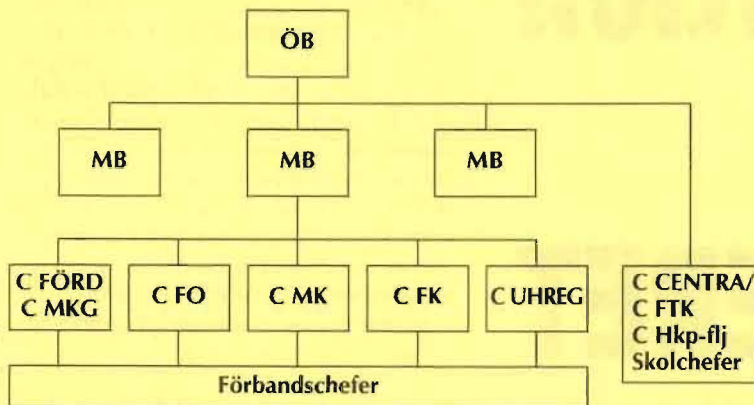 ÖB
MB
MB
MB
C FÖRD
C MKG
C FO
C MK
C FK
C UHREG
C CENTRA/
C FTK
C Hkp-flj
Skolchefer
Förbandschefer